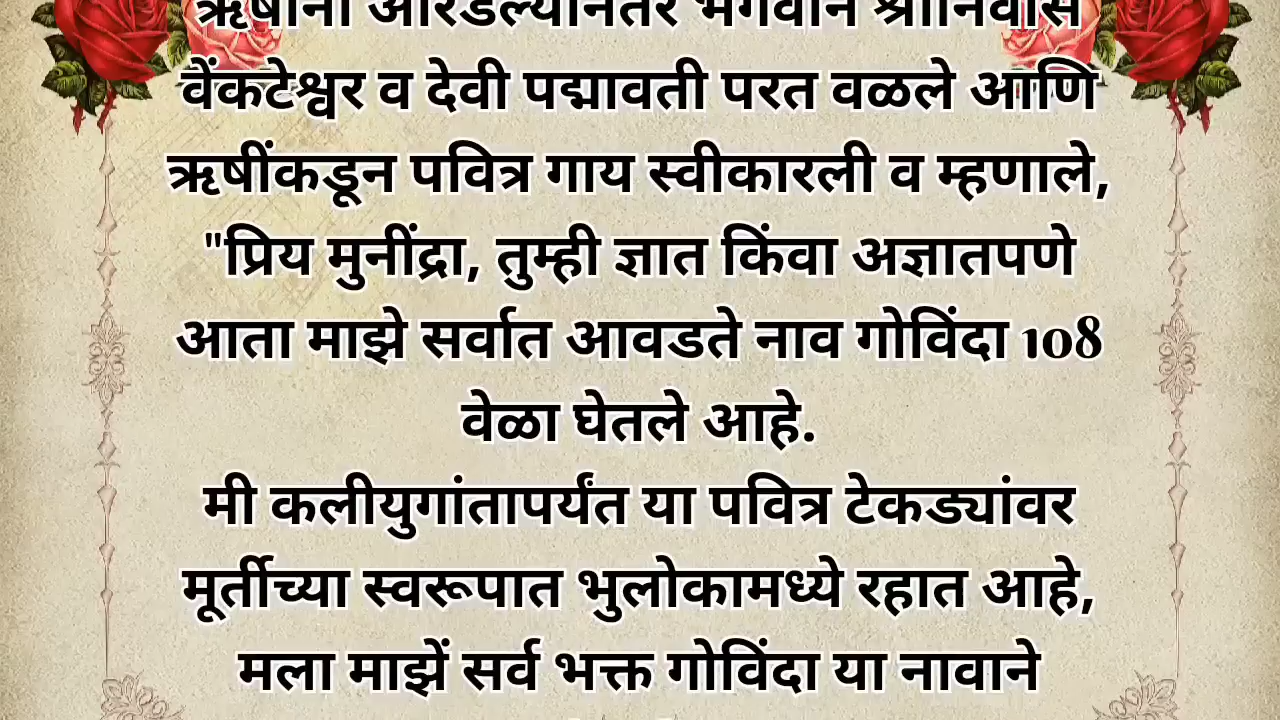 ऋषींनी ओरडल्यानंतर भगवान श्रीनिवास
वेंकटेश्वर व देवी पद्मावती परत वळले आणि
ऋषींकडून पवित्र गाय स्वीकारली व म्हणाले,
"प्रिय मुनींद्रा, तुम्ही ज्ञात किंवा अज्ञातपणे
आता माझे सर्वात आवडते नाव गोविंदा 108
वेळा घेतले आहे.
मी कलीयुगांतापर्यंत या पवित्र टेकड्यांवर
मूर्तीच्या स्वरूपात भुलोकामध्ये रहात आहे,
मला माझें सर्व भक्त गोविंदा या नावाने